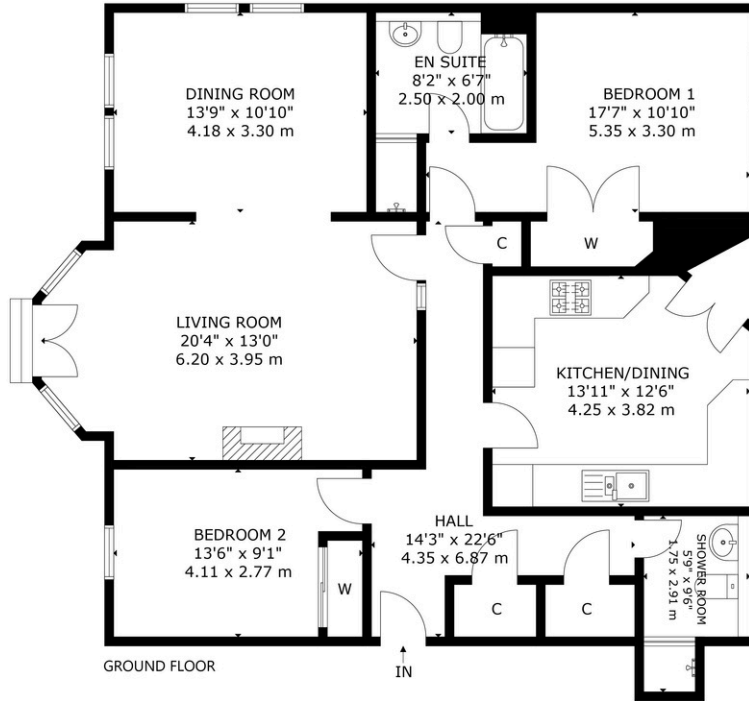 DINING ROOM
13'9" x 10'10"
4.18 x 3.30 m
EN SUITE
8'2" x 6'7"
2.50 x 2.00 m
BEDROOM 1
17'7" x 10'10"
5.35 x 3.30 m
C
W
LIVING ROOM
20'4" x 13'0"
6.20 x 3.95 m
KITCHEN/DINING
13'11" x 12'6"
4.25 x 3.82 m
BEDROOM 2
13'6" x 9'1"
4.11 x 2.77 m
W
HALL
14'3" x 22'6"
4.35 x 6.87 m
C
C
SHOWER ROOM
5'9" x 9'6"
1.75 x 2.91 m
GROUND FLOOR
IN